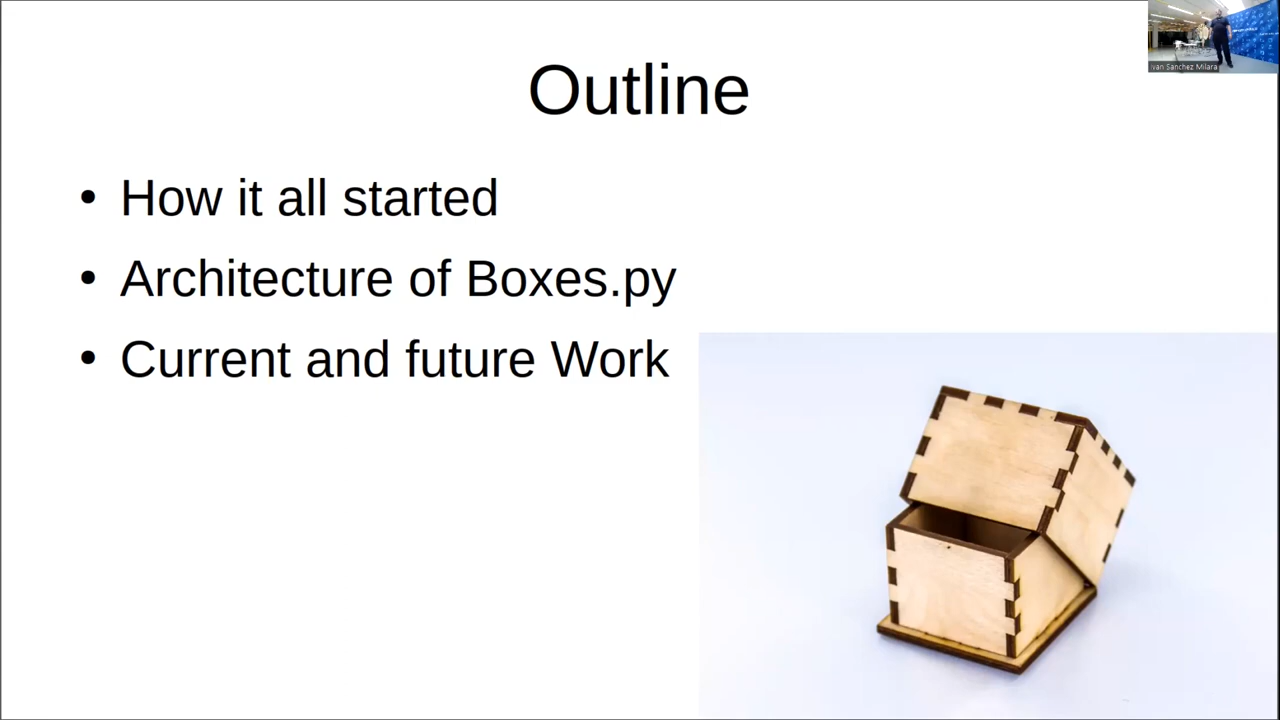 Outline
• How it all started
• Architecture of Boxes.py
• Current and future Work
Ivan Sanchez Milara